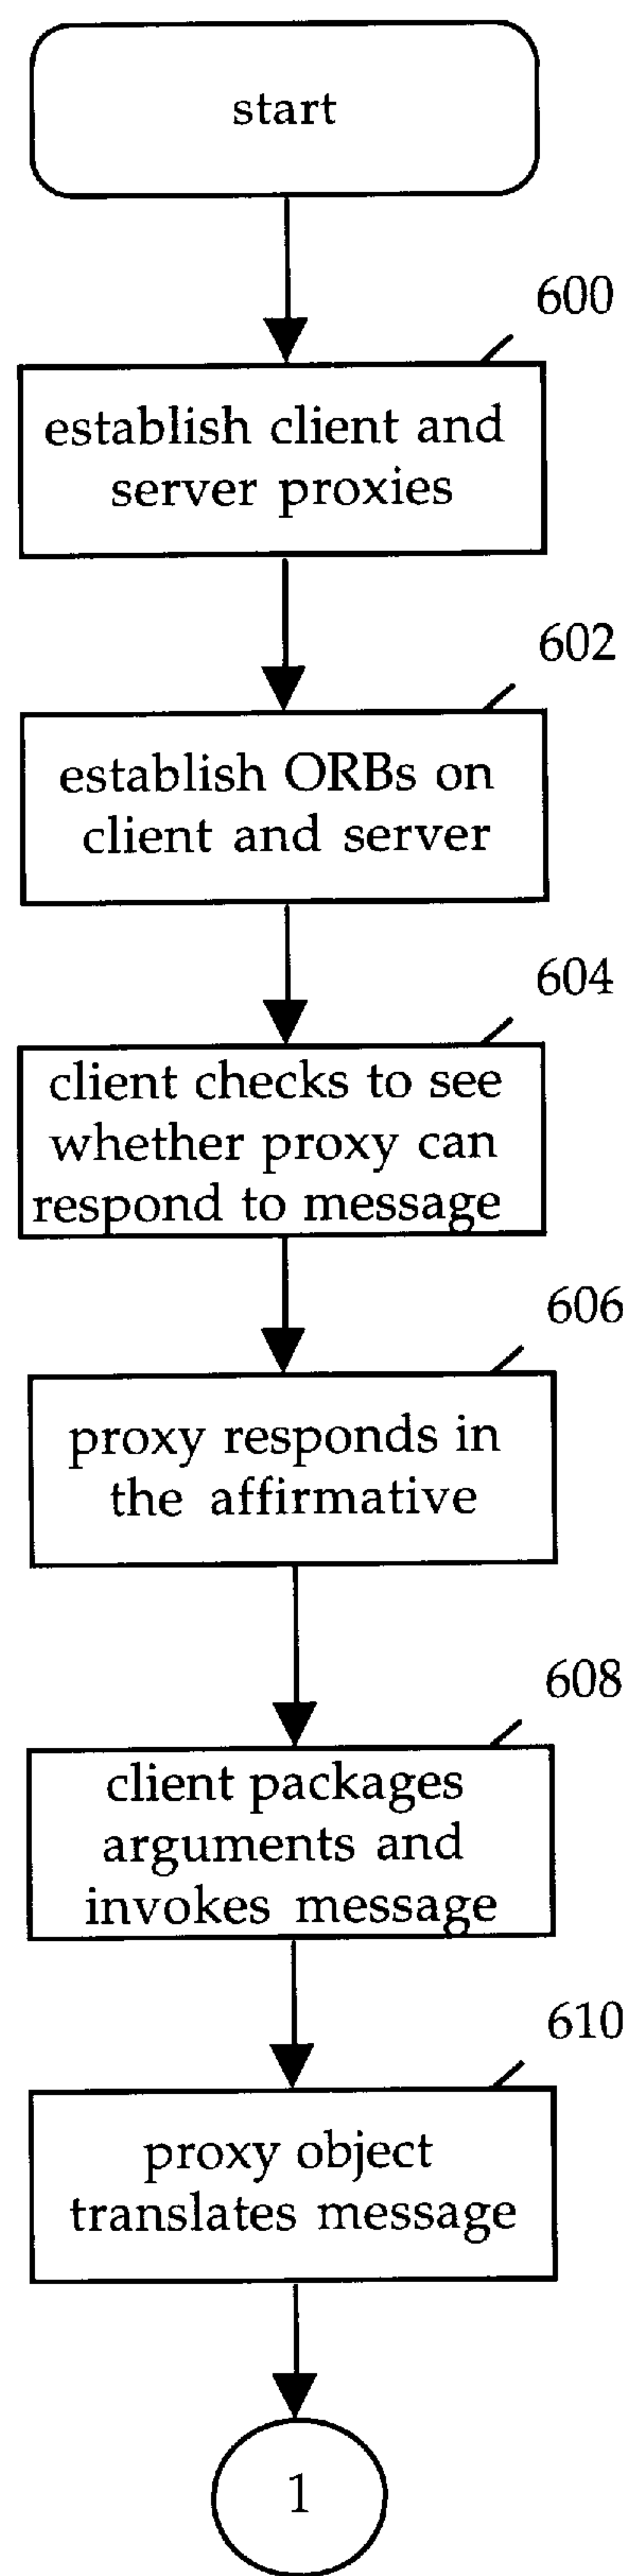 start
600
establish client and
server proxies
602
establish ORBs on
client and server
604
client checks to see
whether proxy can
respond to message
606
proxy responds in
the affirmative
608
client packages
arguments and
invokes message
610
proxy object
translates message
1